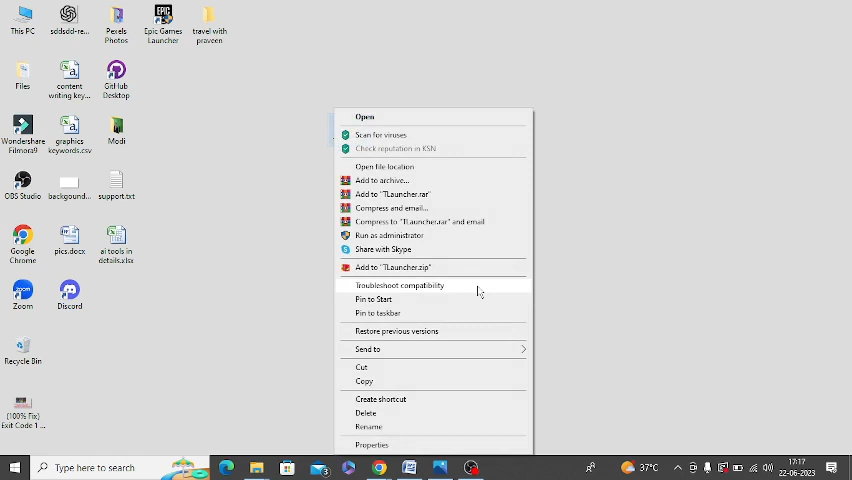 This PC
sddsdd-re...
Pexels
Photos
Epic Games
Launcher
travel with
praveen
Files
content
writing key...
GitHub
Desktop
Wondershare
Filmora9
graphics
keywords.csv
Modi
OBS Studio
backgound...
support.txt
Google
Chrome
pics.docx
ai tools in
details.xlsx
Zoom
Discord
Recycle Bin
(100% Fix)
Exit Code 1 ...
Open
Scan for viruses
Check reputation in KSN
Open file location
Add to archive...
Add to "TLauncher.rar"
Compress and email...
Compress to "TLauncher.rar" and email
Run as administrator
Share with Skype
Add to "TLauncher.zip"
Troubleshoot compatibility
Pin to Start
Pin to taskbar
Restore previous versions
Send to
Cut
Copy
Create shortcut
Delete
Rename
Properties
Type here to search
37°C
17:17
22-06-2023